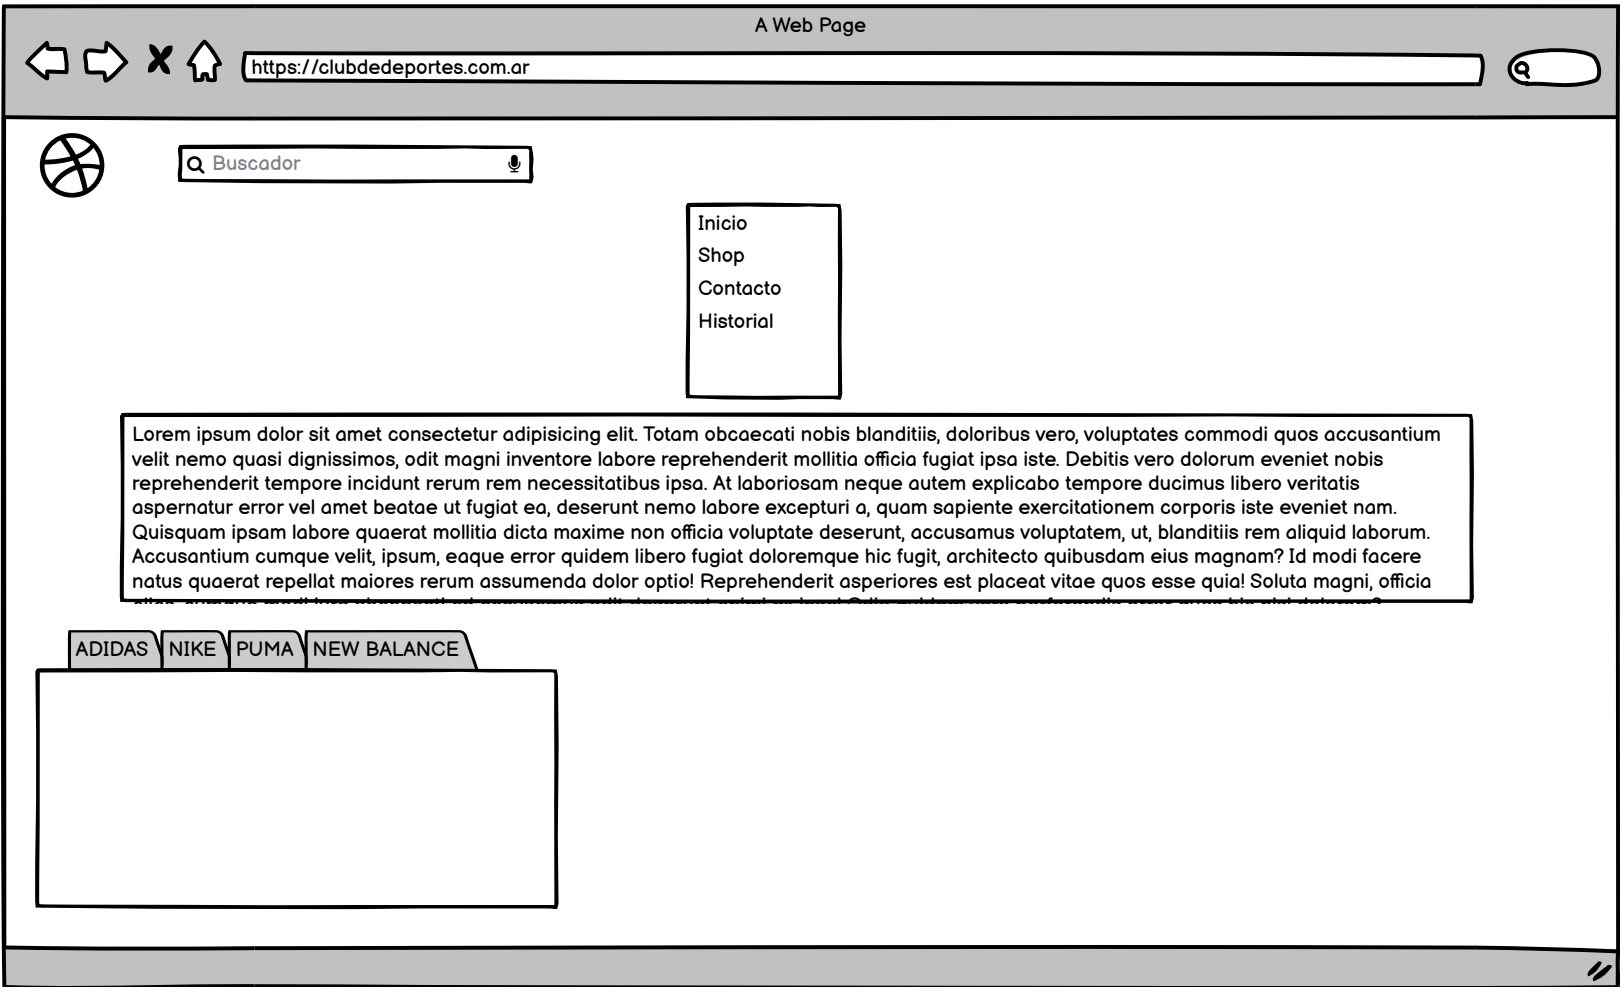 A Web Page
https://clubdedeportes.com.ar
Buscador
Inicio
Shop
Contacto
Historial
Lorem ipsum dolor sit amet consectetur adipisicing elit. Totam obcaecati nobis blanditiis, doloribus vero, voluptates commodi quos accusantium
velit nemo quasi dignissimos, odit magni inventore labore reprehenderit mollitia officia fugiat ipsa iste. Debitis vero dolorum eveniet nobis
reprehenderit tempore incidunt rerum rem necessitatibus ipsa. At laboriosam neque autem explicabo tempore ducimus libero veritatis
aspernatur error vel amet beatae ut fugiat ea, deserunt nemo labore excepturi a, quam sapiente exercitationem corporis iste eveniet nam.
Quisquam ipsam labore quaerat mollitia dicta maxime non officia voluptate deserunt, accusamus voluptatem, ut, blanditiis rem aliquid laborum.
Accusantium cumque velit, ipsum, eaque error quidem libero fugiat doloremque hic fugit, architecto quibusdam eius magnam? Id modi facere
natus quaerat repellat maiores rerum assumenda dolor optio! Reprehenderit asperiores est placeat vitae quos esse quia! Soluta magni, officia
ADIDAS NIKE PUMA NEW BALANCE